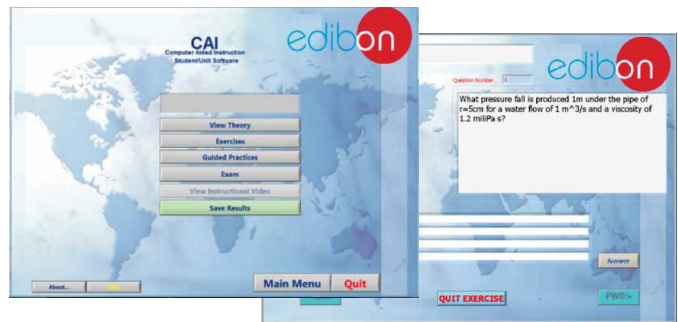 CAI
Computer Aided Instruction
Student/Unit Software
edibon
View Theory
Exercises
Guided Practices
Exam
View Instructional Video
Save Results
About...
Main Menu
Quit
edibon
Question Number
What pressure fall is produced 1m under the pipe of
r=5cm for a water flow of 1 m^3/s and a viscosity of
1.2 miliPa s?
Answer
QUIT EXERCISE
FWD>